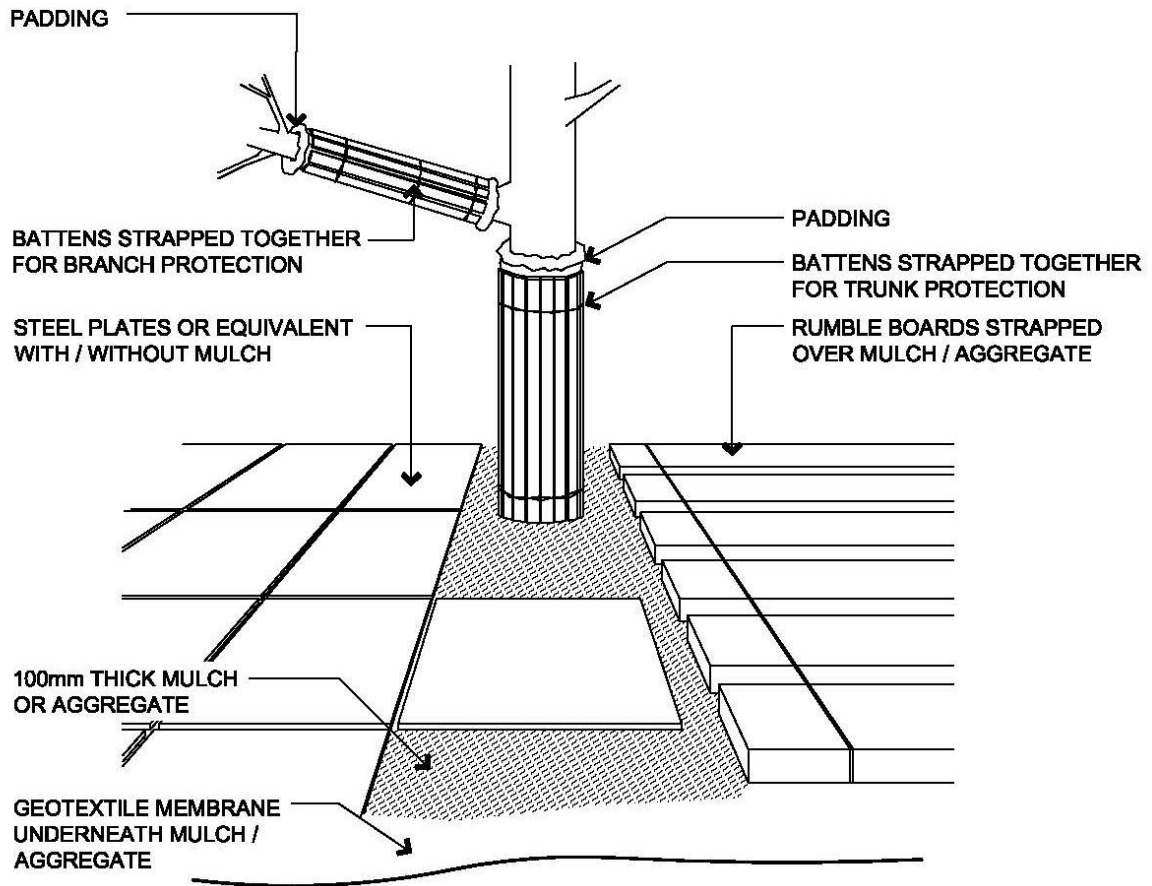 PADDING
BATTENS STRAPPED TOGETHER
FOR BRANCH PROTECTION
STEEL PLATES OR EQUIVALENT
WITH / WITHOUT MULCH
100mm THICK MULCH
OR AGGREGATE
GEOTEXTILE MEMBRANE
UNDERNEATH MULCH /
AGGREGATE
PADDING
BATTENS STRAPPED TOGETHER
FOR TRUNK PROTECTION
RUMBLE BOARDS STRAPPED
OVER MULCH / AGGREGATE